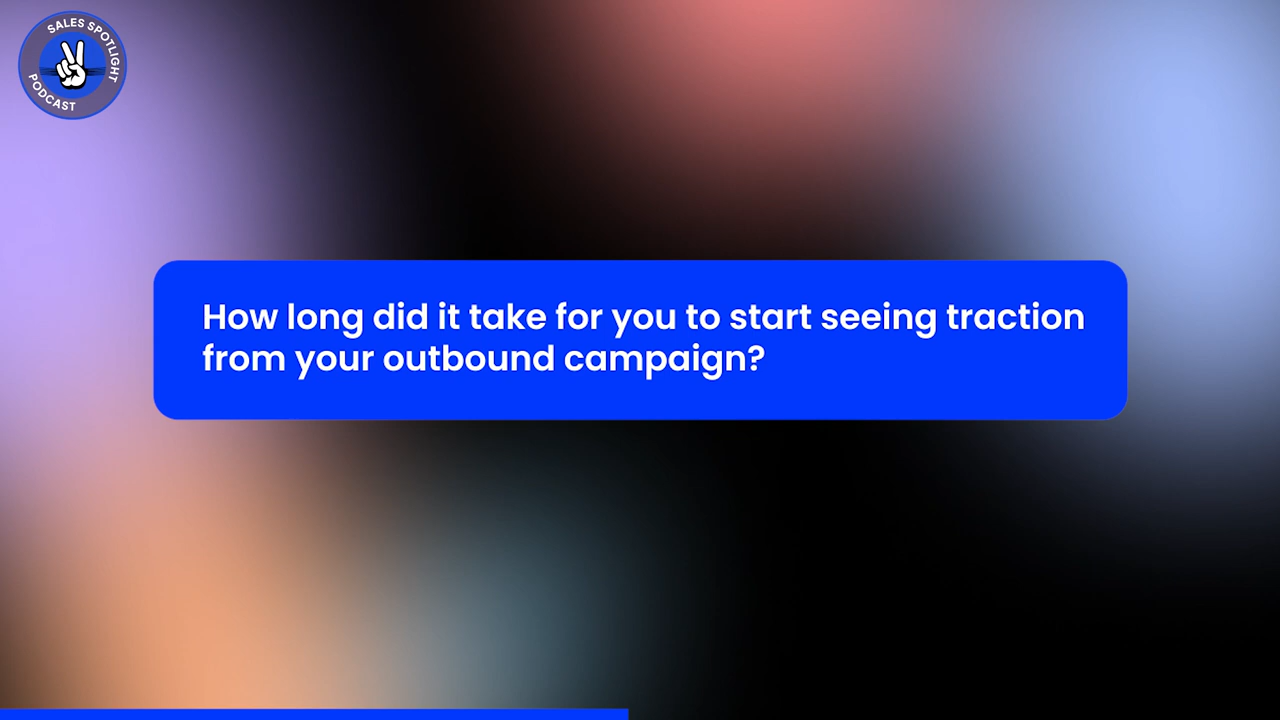 SALES SPOTLIGHT
PODCAST
How long did it take for you to start seeing traction
from your outbound campaign?